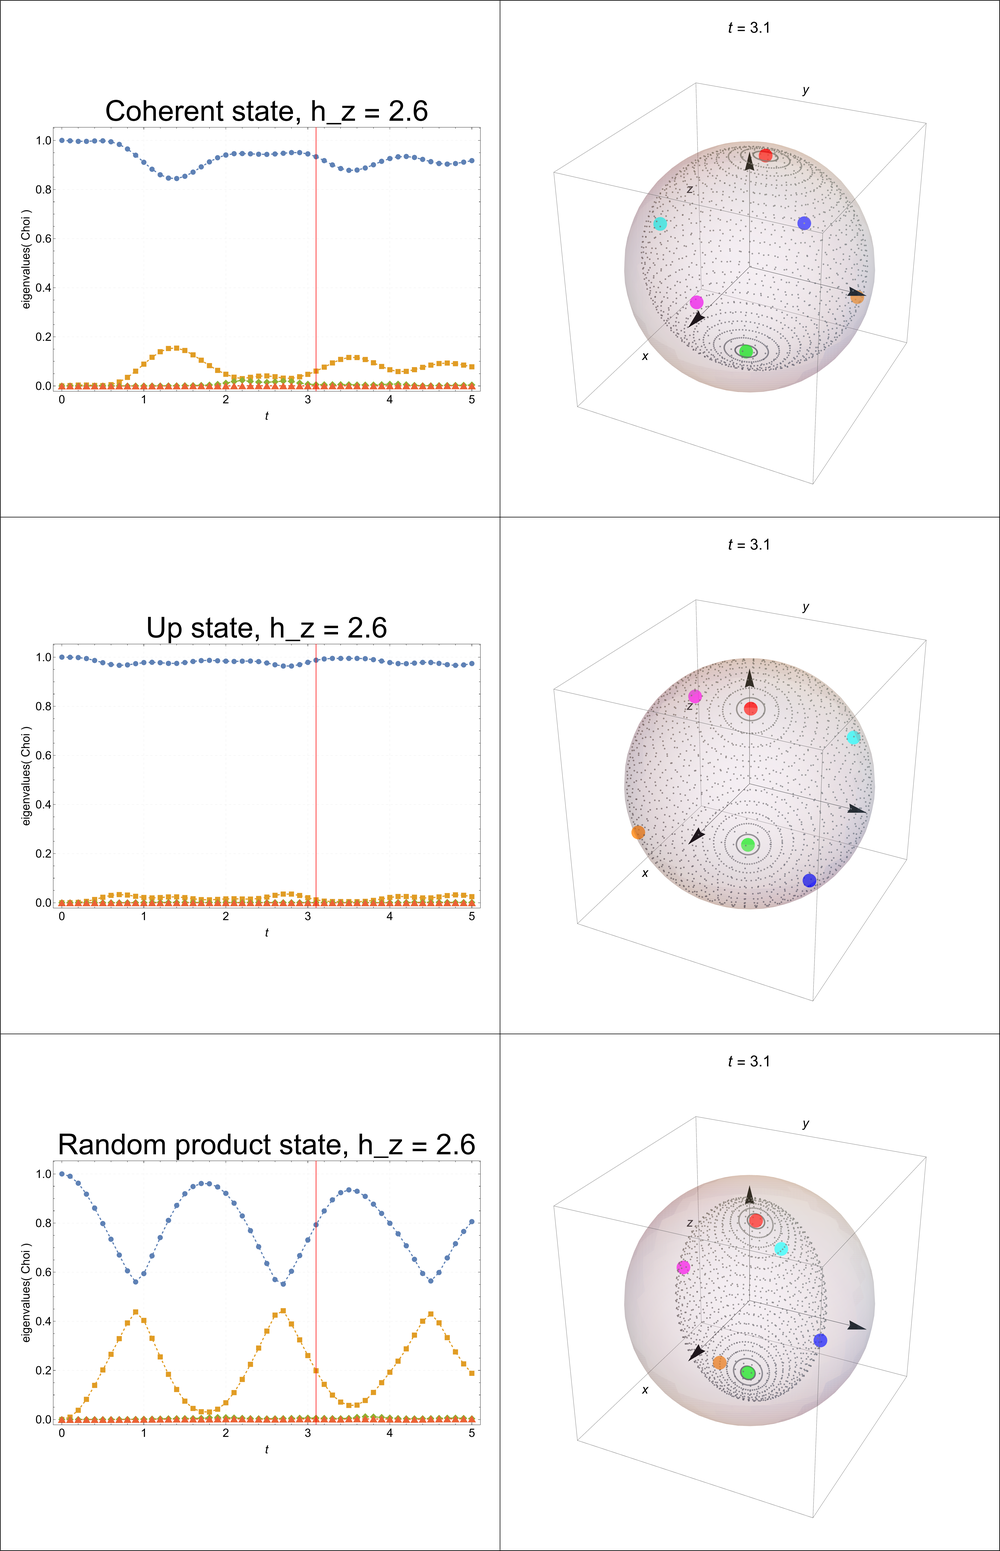 Coherent state, h_z = 2.6
eigenvalues( Choi )
1.0
0.8
0.6
0.4
0.2
0.0
0 1 2 3 4 5
t
t = 3.1
y
z
x
Up state, h_z = 2.6
eigenvalues( Choi )
1.0
0.8
0.6
0.4
0.2
0.0
0 1 2 3 4 5
t
t = 3.1
y
z
x
Random product state, h_z = 2.6
eigenvalues( Choi )
1.0
0.8
0.6
0.4
0.2
0.0
0 1 2 3 4 5
t
t = 3.1
y
z
x